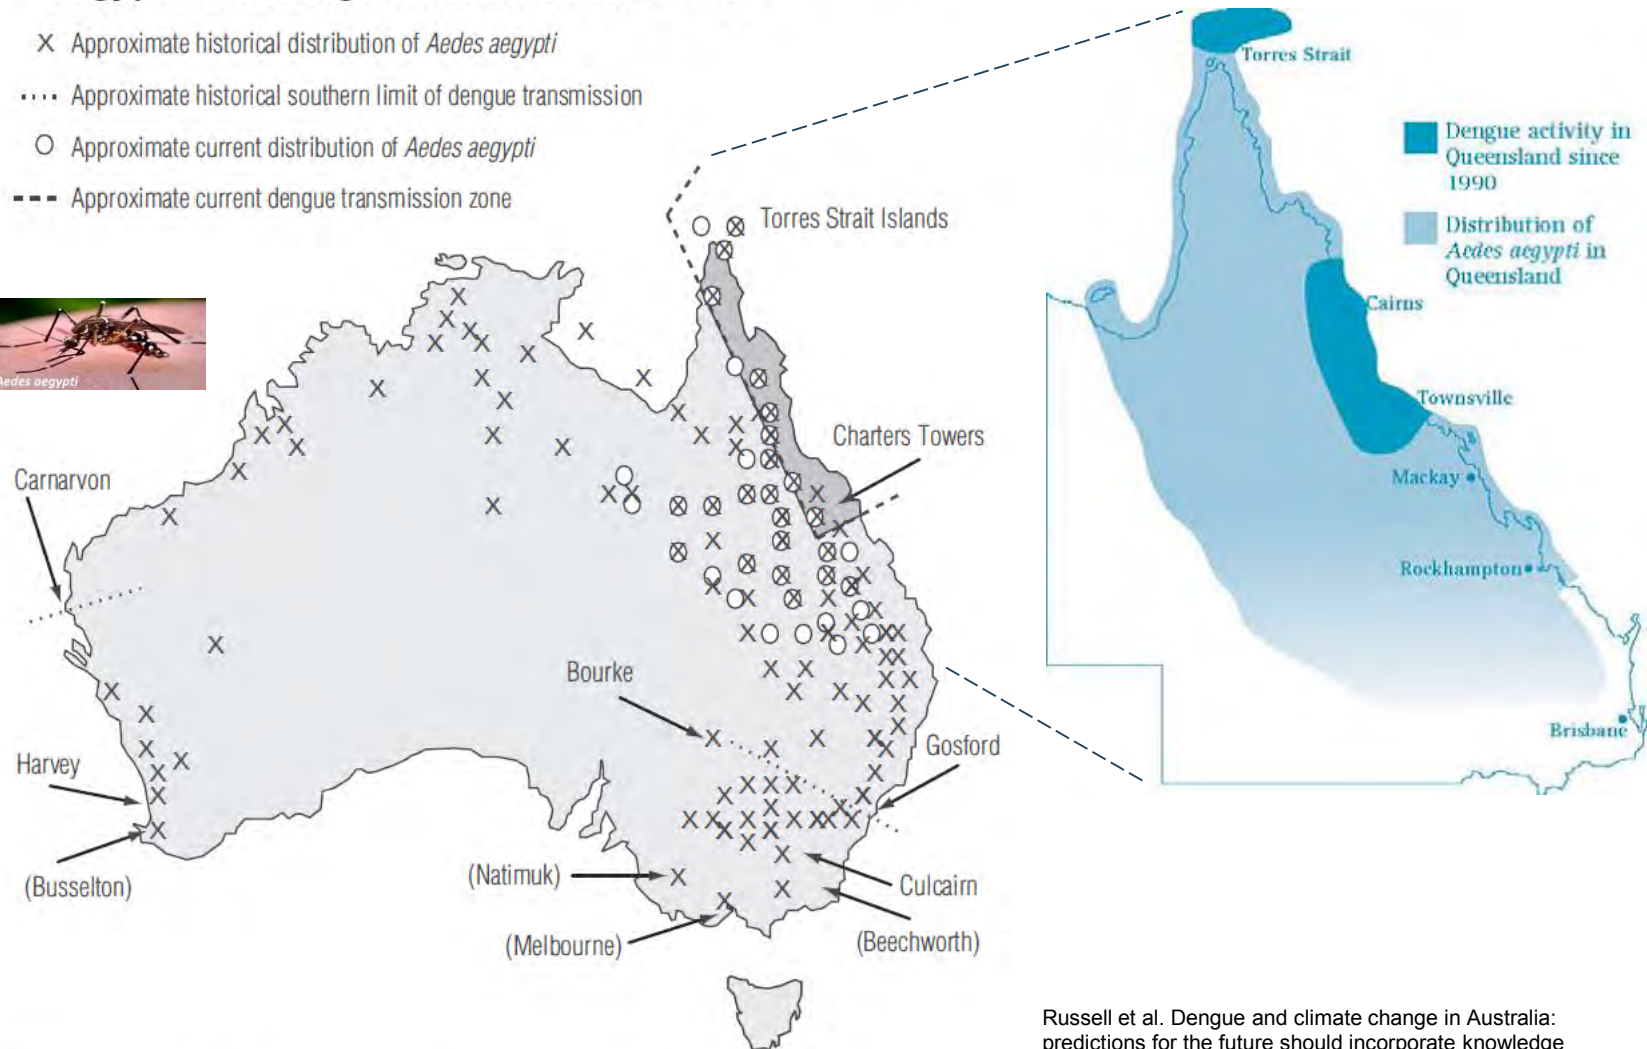 X Approximate historical distribution of Aedes aegypti
Approximate historical southern limit of dengue transmission
O Approximate current distribution of Aedes aegypti
Approximate current dengue transmission zone
Aedes aegypti
Torres Strait Islands
Charters Towers
Carnarvon
Bourke
Harvey
Gosford
(Busselton)
(Natimuk)
Culcairn
(Melbourne)
(Beechworth)
Torres Strait
Dengue activity in
Queensland since
1990
Distribution of
Aedes aegypti in
Queensland
Cairns
Townsville
Mackay
Rockhampton
Brisbane
Russell et al. Dengue and climate change in Australia:
predictions for the future should incorporate knowledge